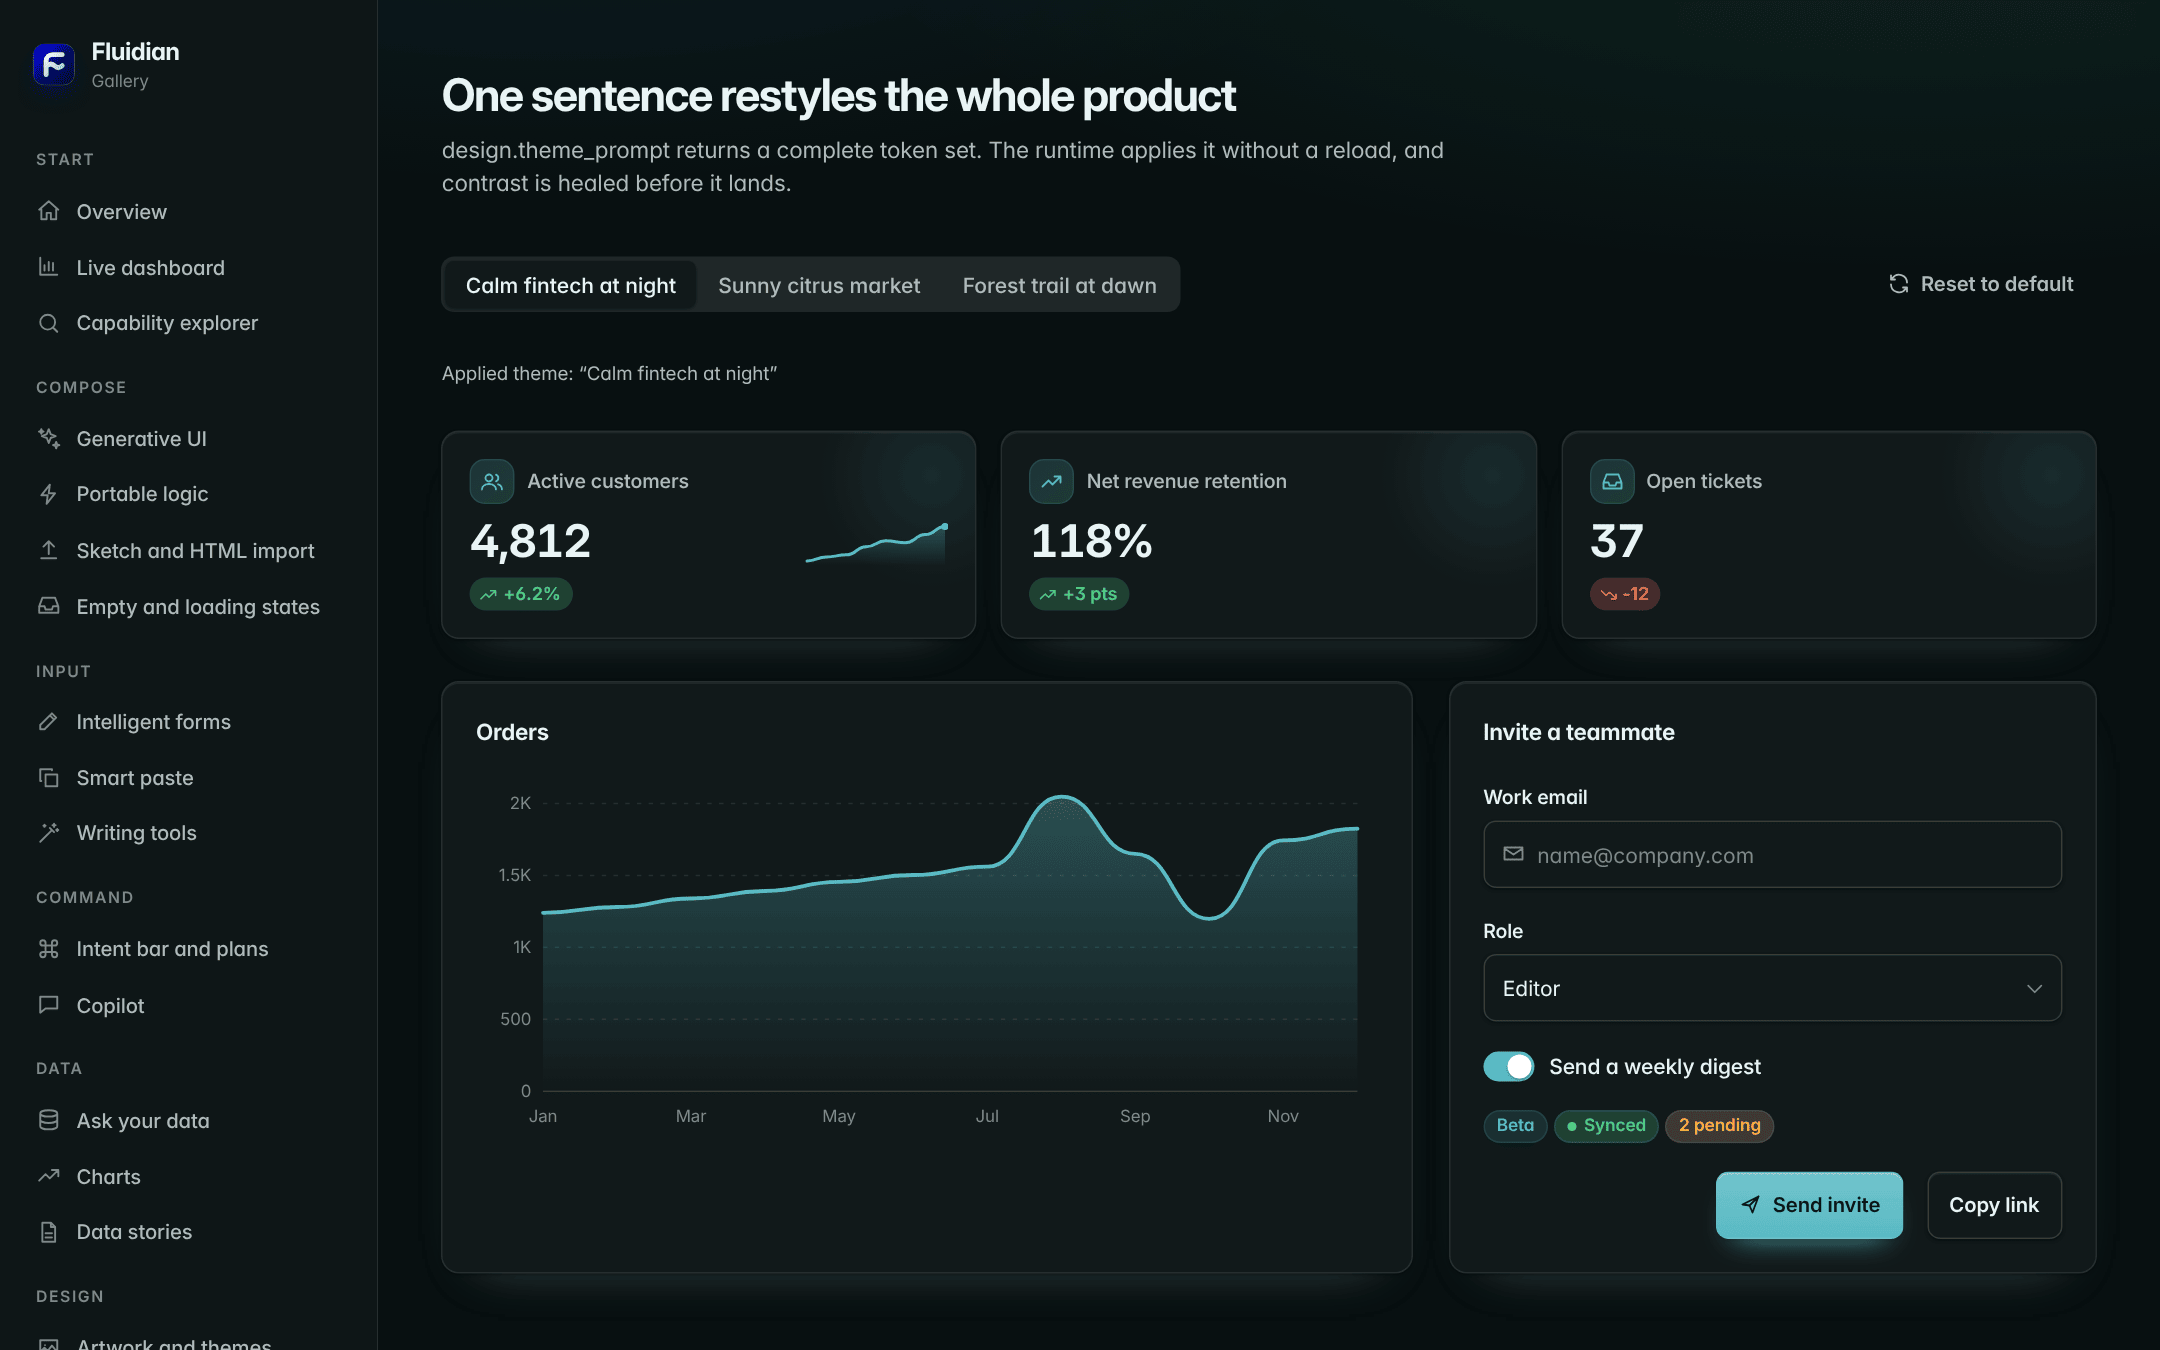 Fluidian
Gallery
START
Overview
Live dashboard
Capability explorer
COMPOSE
Generative UI
Portable logic
Sketch and HTML import
Empty and loading states
INPUT
Intelligent forms
Smart paste
Writing tools
COMMAND
Intent bar and plans
Copilot
DATA
Ask your data
Charts
Data stories
DESIGN
Artwork and themes
One sentence restyles the whole product
design.theme_prompt returns a complete token set. The runtime applies it without a reload, and
contrast is healed before it lands.
Calm fintech at night
Sunny citrus market
Forest trail at dawn
Reset to default
Applied theme: “Calm fintech at night”
Active customers
4,812
+6.2%
Net revenue retention
118%
+3 pts
Open tickets
37
-12
Orders
2K
1.5K
1K
500
0
Jan
Mar
May
Jul
Sep
Nov
Invite a teammate
Work email
name@company.com
Role
Editor
Send a weekly digest
Beta
Synced
2 pending
Send invite
Copy link